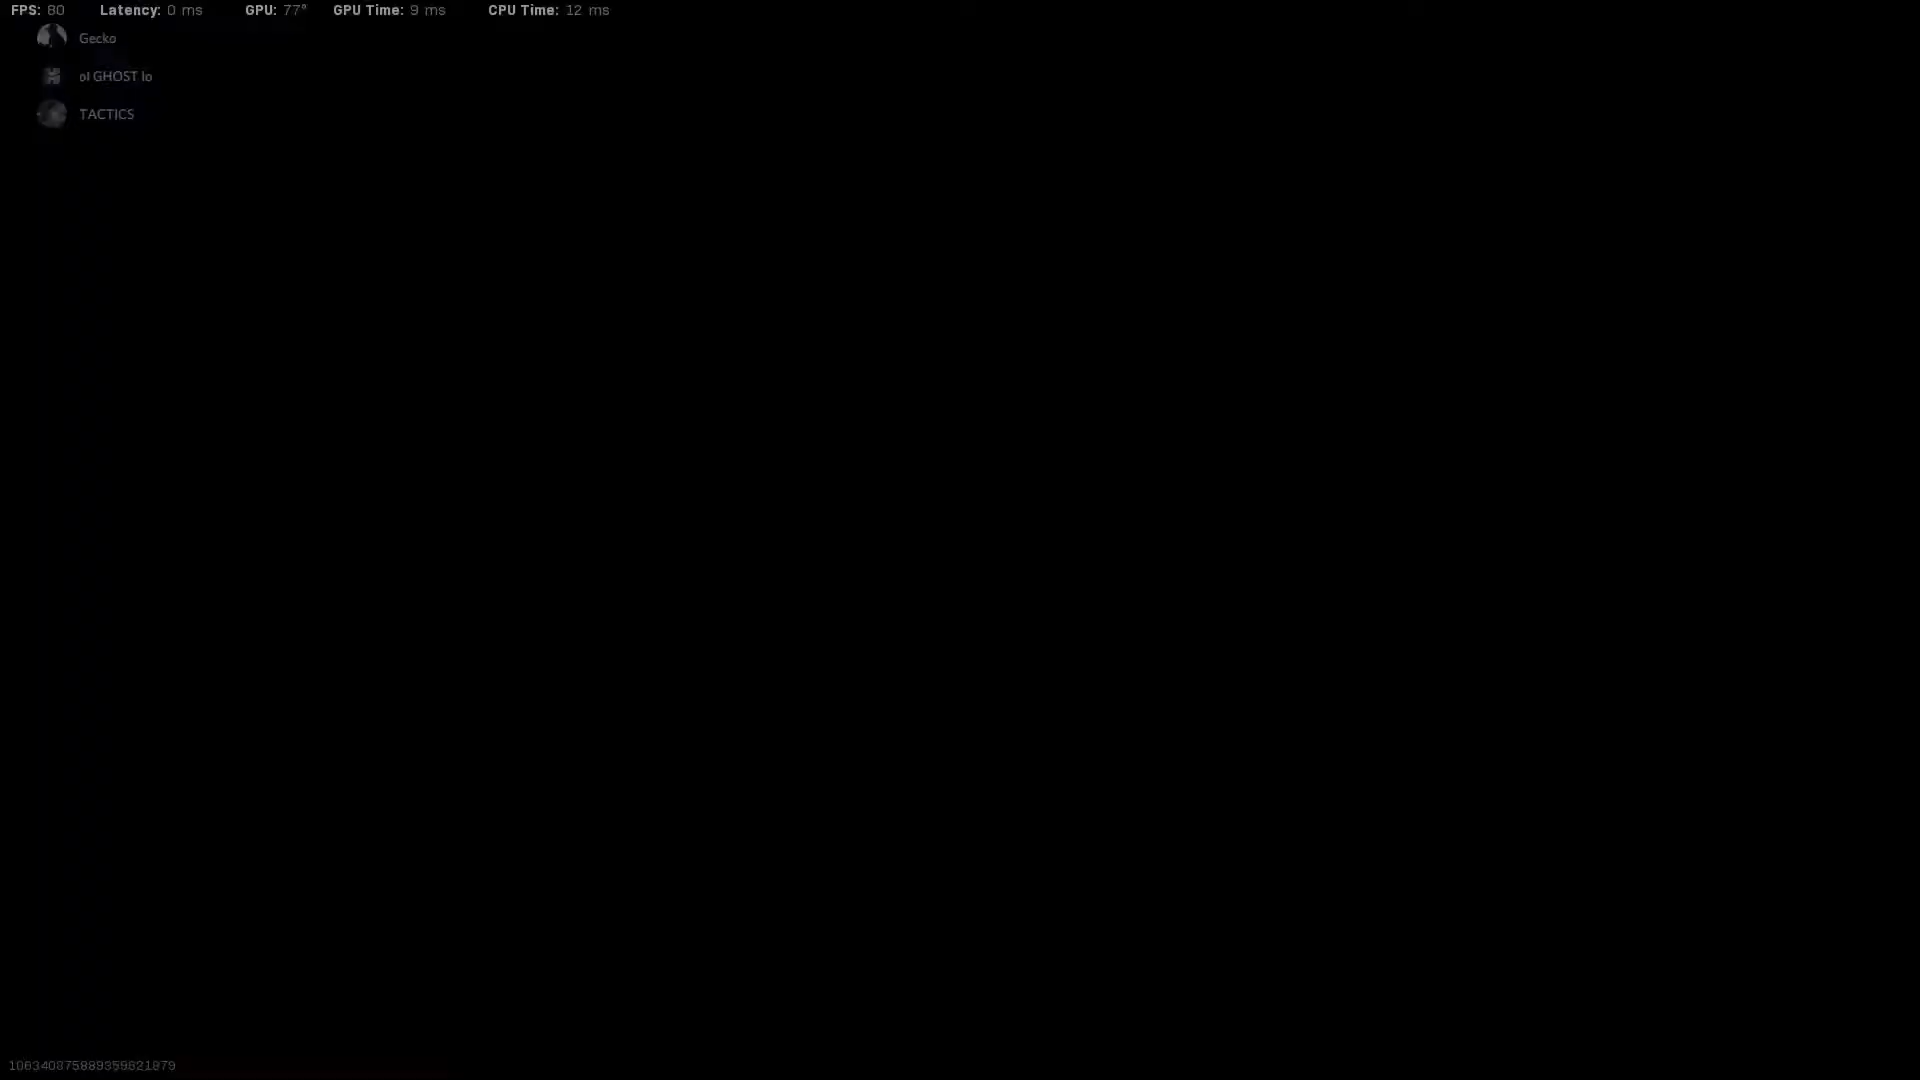 FPS: 80 Latency: 0 ms GPU: 77° GPU Time: 9 ms CPU Time: 12 ms
Gecko
ol GHOST lo
TACTICS